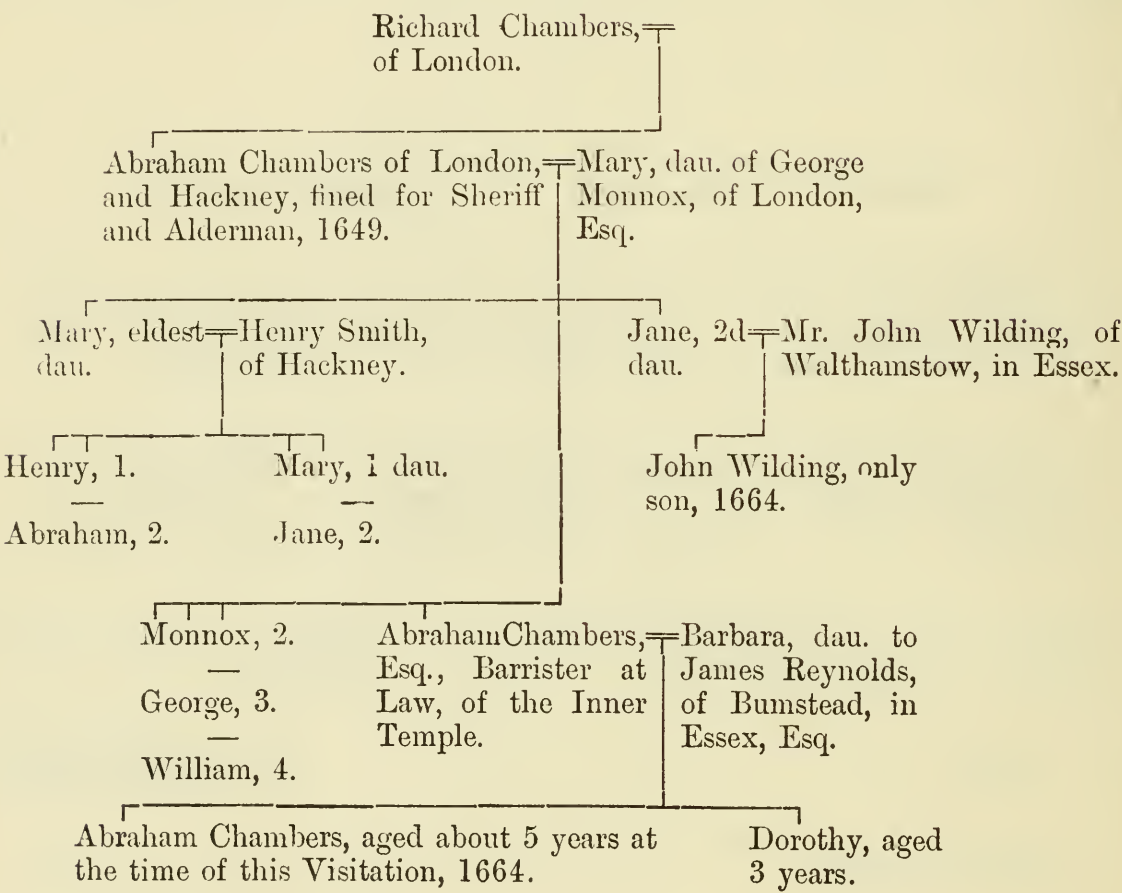 Richard Chambers,
of London.
Abraham Chambers of London,
and Hackney, fined for Sheriff
and Alderman, 1649.
Mary, dau. of George
Monnox, of London,
Esq.
Mary, eldest
dau.
Henry Smith,
of Hackney.
Jane, 2d
dau.
Mr. John Wilding, of
Walthamstow, in Essex.
Henry, 1.
—
Abraham, 2.
Mary, 1 dau.
—
Jane, 2.
John Wilding, only
son, 1664.
Monnox, 2.
—
George, 3.
—
William, 4.
Abraham Chambers,
Esq., Barrister at
Law, of the Inner
Temple.
Barbara, dau. to
James Reynolds,
of Bumstead, in
Essex, Esq.
Abraham Chambers, aged about 5 years at
the time of this Visitation, 1664.
Dorothy, aged
3 years.